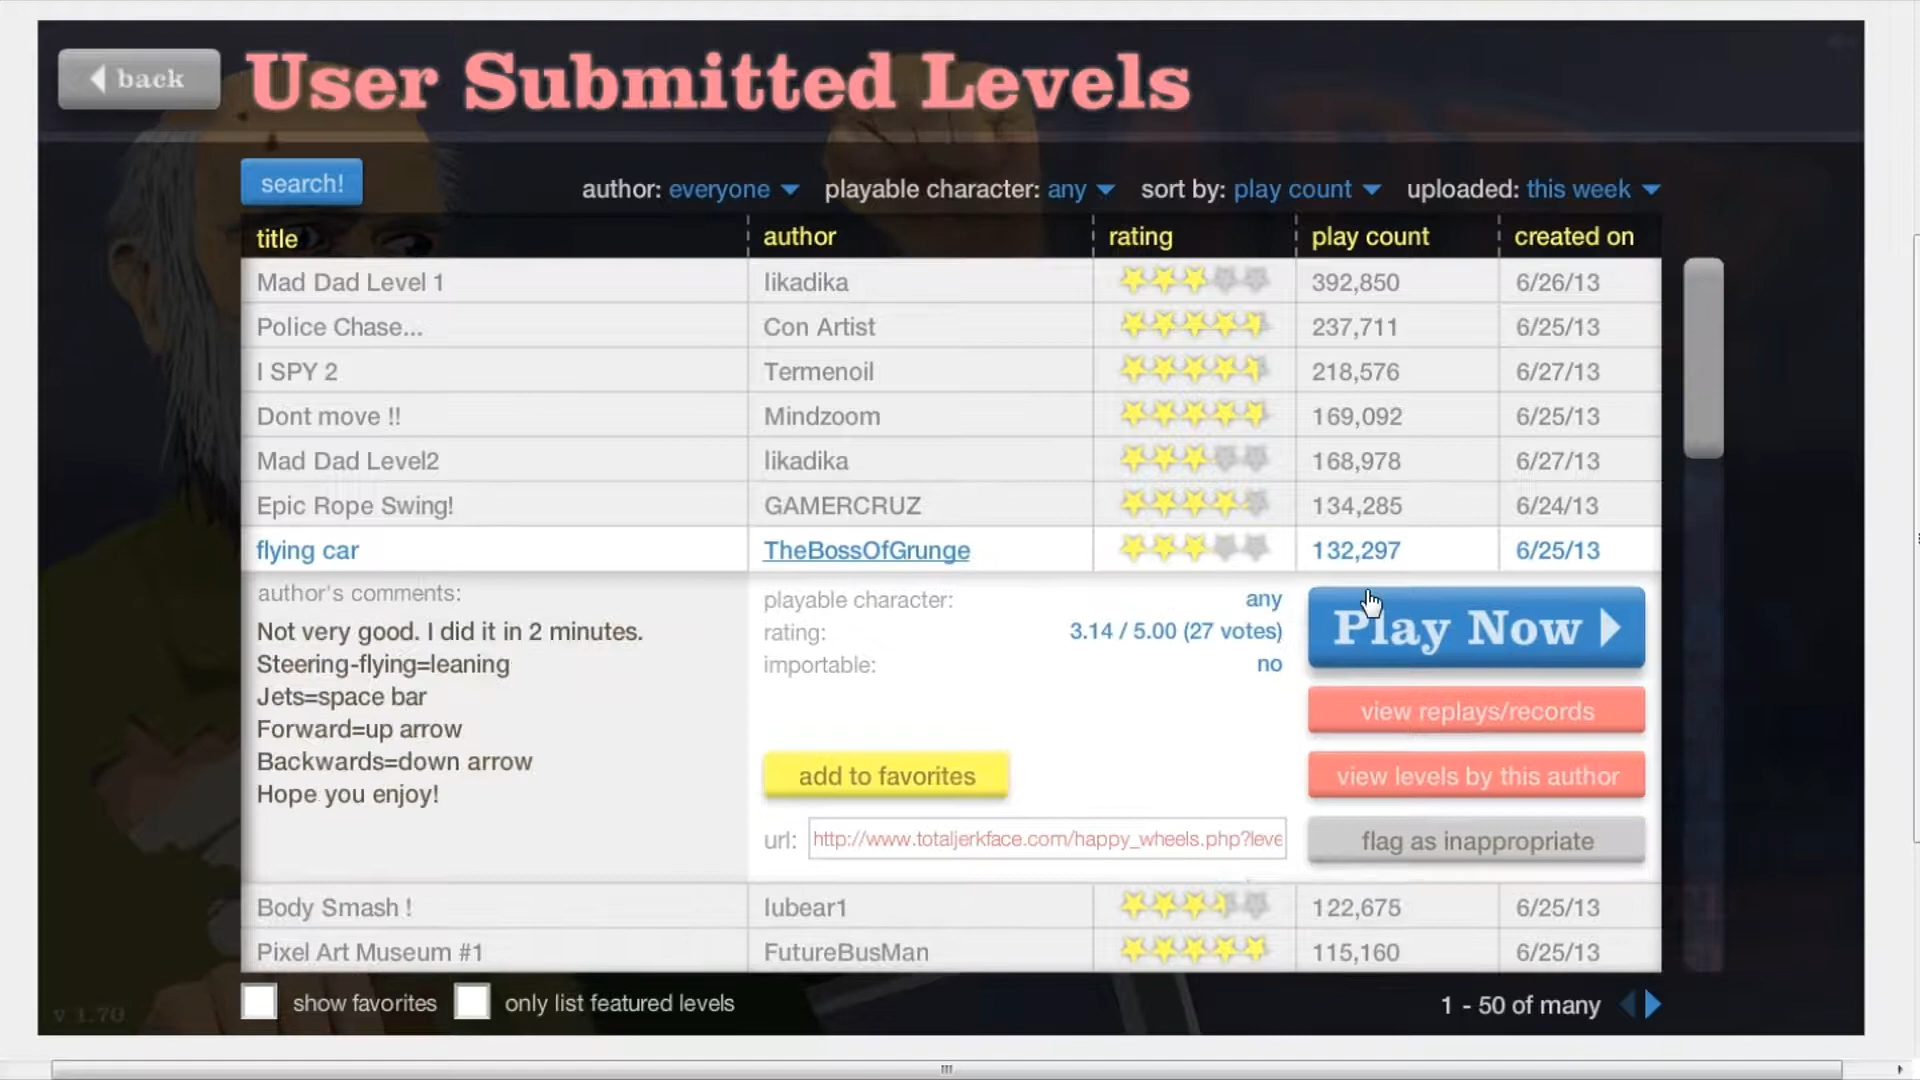 back
User Submitted Levels
search!
author: everyone playable character: any sort by: play count uploaded: this week
title author rating play count created on
Mad Dad Level 1 likadika 392,850 6/26/13
Police Chase... Con Artist 237,711 6/25/13
I SPY 2 Termenoil 218,576 6/27/13
Dont move !! Mindzoom 169,092 6/25/13
Mad Dad Level2 likadika 168,978 6/27/13
Epic Rope Swing! GAMERCRUZ 134,285 6/24/13
flying car TheBossOfGrunge 132,297 6/25/13
author's comments:
Not very good. I did it in 2 minutes.
Steering-flying=leaning
Jets=space bar
Forward=up arrow
Backwards=down arrow
Hope you enjoy!
playable character: any
rating: 3.14 / 5.00 (27 votes)
importable: no
add to favorites
url: http://www.totaljerkface.com/happy_wheels.php?leve
Play Now
view replays/records
view levels by this author
flag as inappropriate
Body Smash ! lubear1 122,675 6/25/13
Pixel Art Museum #1 FutureBusMan 115,160 6/25/13
show favorites only list featured levels 1 - 50 of many
v 1.70